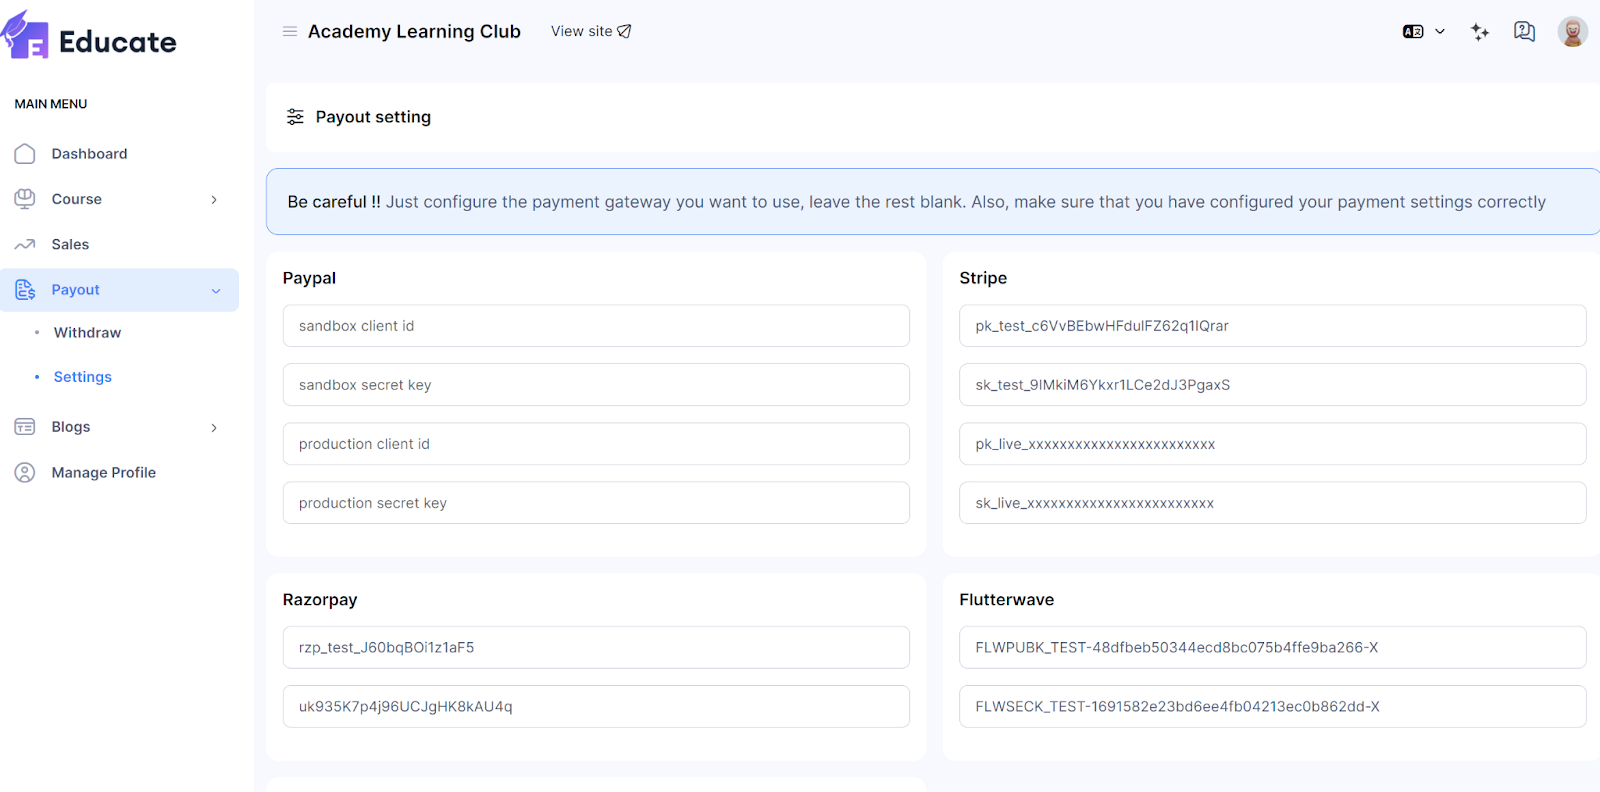 Educate
Academy Learning Club
View site
MAIN MENU
Dashboard
Course
Sales
Payout
Withdraw
Settings
Blogs
Manage Profile
Payout setting
Be careful !! Just configure the payment gateway you want to use, leave the rest blank. Also, make sure that you have configured your payment settings correctly
Paypal
sandbox client id
sandbox secret key
production client id
production secret key
Stripe
pk_test_c6VvBEbwHFdulFZ62q1IQrar
sk_test_9IMkiM6Ykxr1LCe2dJ3PgaxS
pk_live_xxxxxxxxxxxxxxxxxxxxxxxx
sk_live_xxxxxxxxxxxxxxxxxxxxxxxx
Razorpay
rzp_test_J60bqBOi1z1aF5
uk935K7p4j96UCJgHK8kAU4q
Flutterwave
FLWPUBK_TEST-48dfbeb50344ecd8bc075b4ffe9ba266-X
FLWSECK_TEST-1691582e23bd6ee4fb04213ec0b862dd-X